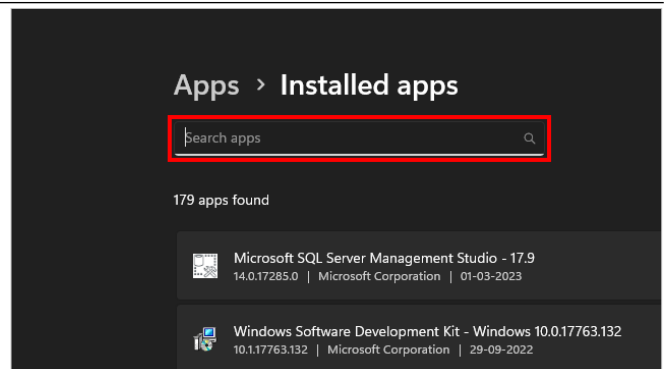 Apps > Installed apps
Search apps
179 apps found
Microsoft SQL Server Management Studio - 17.9
14.0.17285.0 | Microsoft Corporation | 01-03-2023
Windows Software Development Kit - Windows 10.0.17763.132
10.1.17763.132 | Microsoft Corporation | 29-09-2022